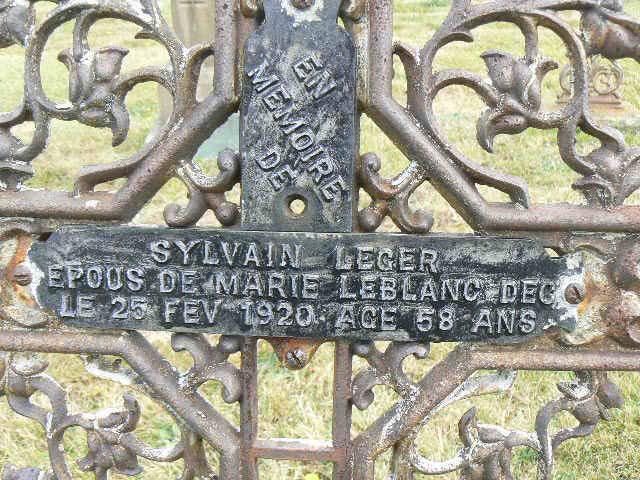 EN
MEMOIRE
DE
SYLVAIN LEGER
EPOUS DE MARIE LEBLANC DEC
LE 25 FEV 1920 AGE 58 ANS.